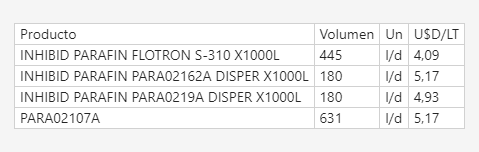 Producto Volumen Un U$D/LT
INHIBID PARAFIN FLOTRON S-310 X1000L 445 l/d 4,09
INHIBID PARAFIN PARA02162A DISPER X1000L 180 l/d 5,17
INHIBID PARAFIN PARA0219A DISPER X1000L 180 l/d 4,93
PARA02107A 631 l/d 5,17